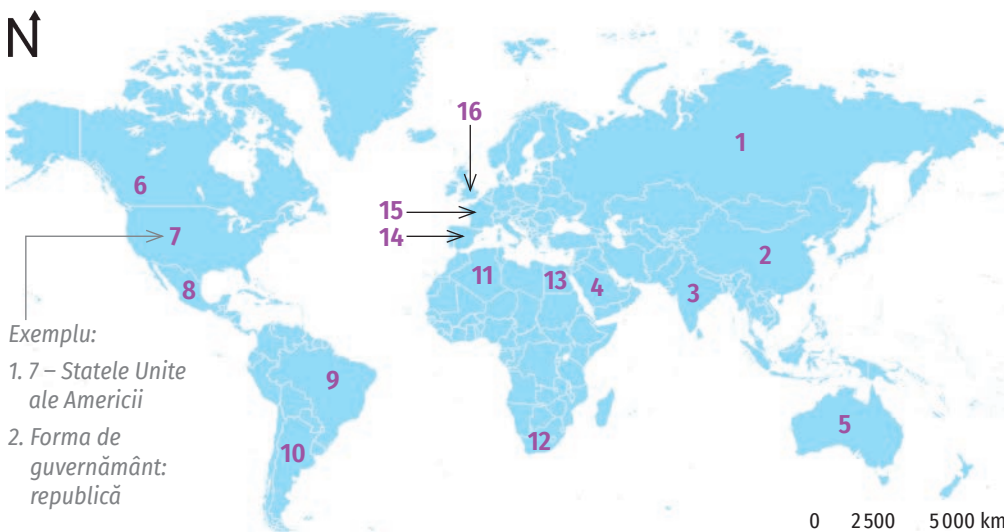 N
16
1
6
15
7
14
2
11
13
4
3
8
Exemplu:
1. 7 – Statele Unite
ale Americii
2. Forma de
guvernământ:
republică
9
5
12
10
0 2500 5000 km